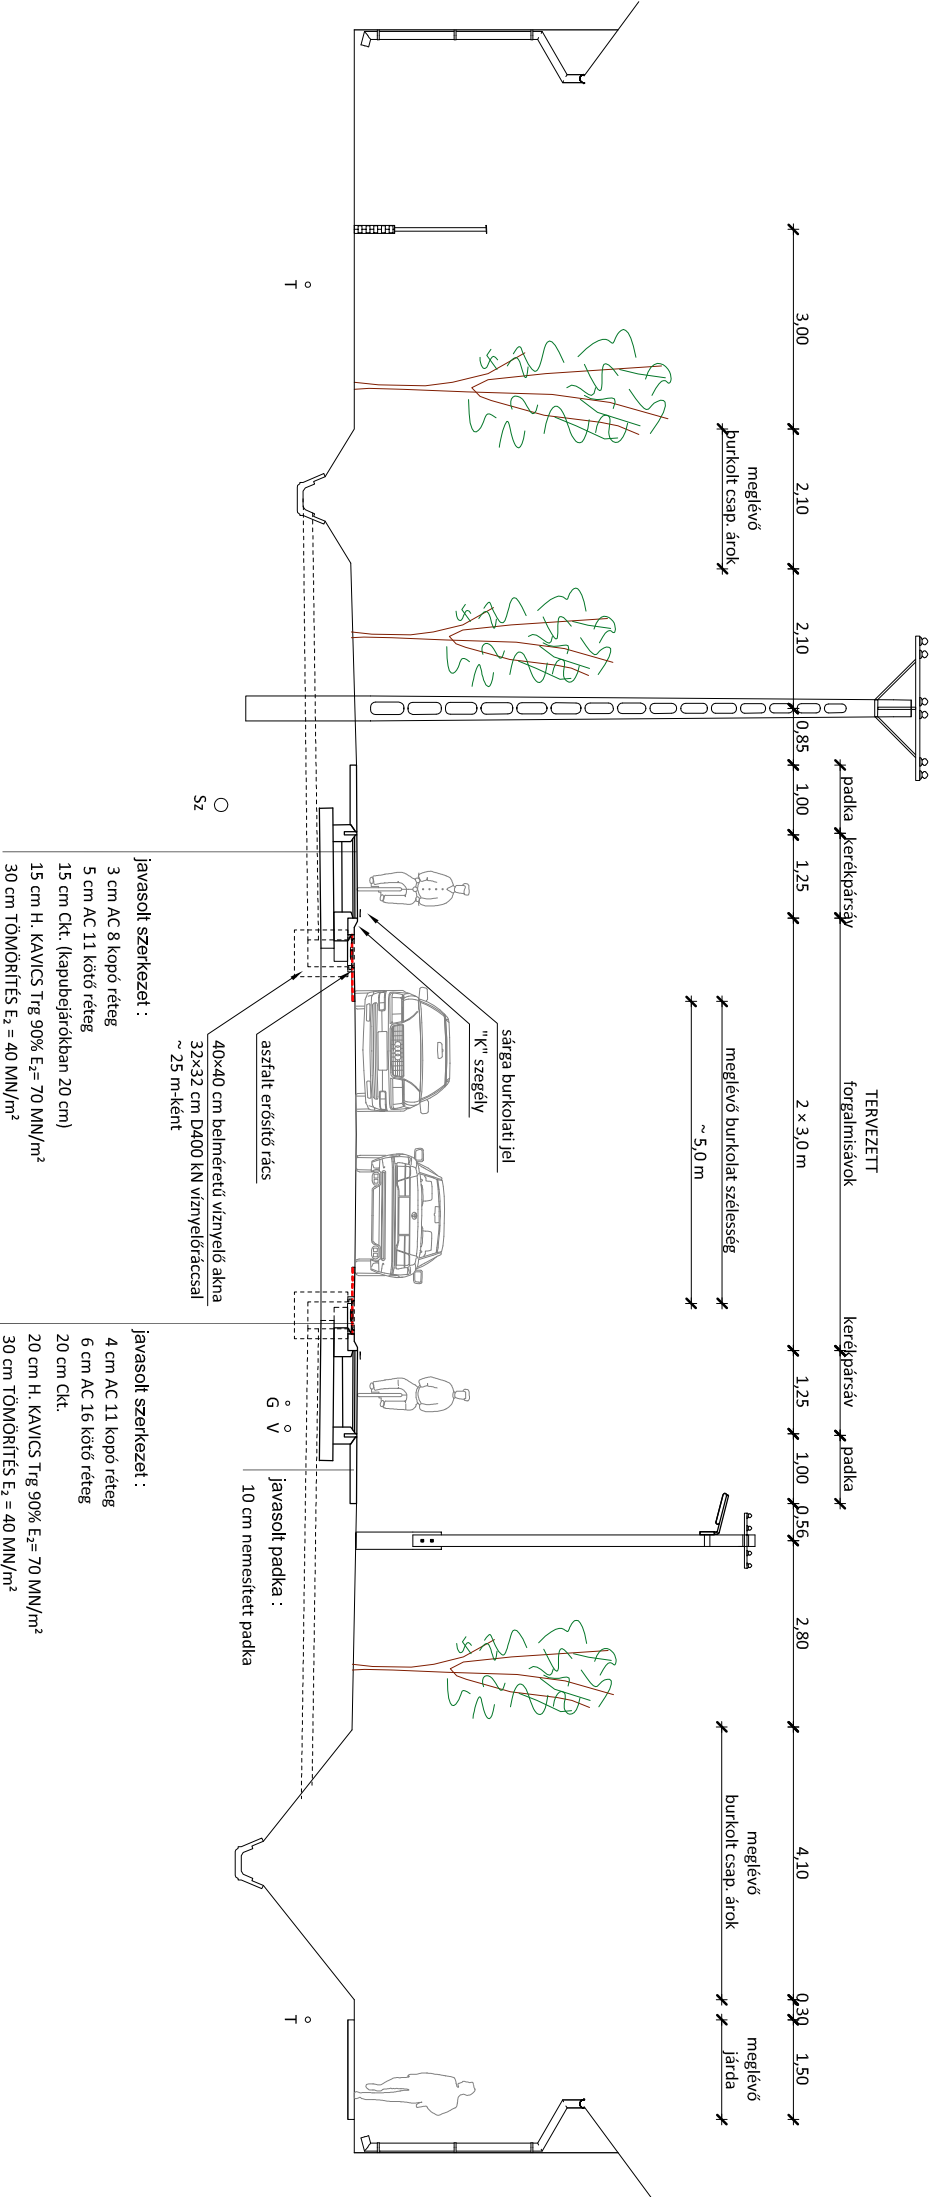 TERVEZETT
padka
kerékpársáv
forgalmisávok
kerékpársáv
padka
3,00
2,10
2,10
0,85
1,00
1,25
2 × 3,0 m
1,25
1,00
0,56
2,80
4,10
0,30
1,50
meglévő
burkolt csap. árok
meglévő burkolat szélesség
~ 5,0 m
meglévő
burkolt csap. árok
meglévő
járda
sárga burkolati jel
"K" szegély
aszfalt erősítő rács
40×40 cm belméretű víznyelő akna
32×32 cm D400 kN víznyelőráccsal
~ 25 m-ként
T
Sz
G
V
T
javasolt padka :
10 cm nemesített padka
javasolt szerkezet :
3 cm AC 8 kopó réteg
5 cm AC 11 kötő réteg
15 cm Ckt. (kapubejárókban 20 cm)
15 cm H. KAVICS Trg 90% E₂= 70 MN/m²
30 cm TÖMÖRÍTÉS E₂ = 40 MN/m²
javasolt szerkezet :
4 cm AC 11 kopó réteg
6 cm AC 16 kötő réteg
20 cm Ckt.
20 cm H. KAVICS Trg 90% E₂= 70 MN/m²
30 cm TÖMÖRÍTÉS E₂ = 40 MN/m²